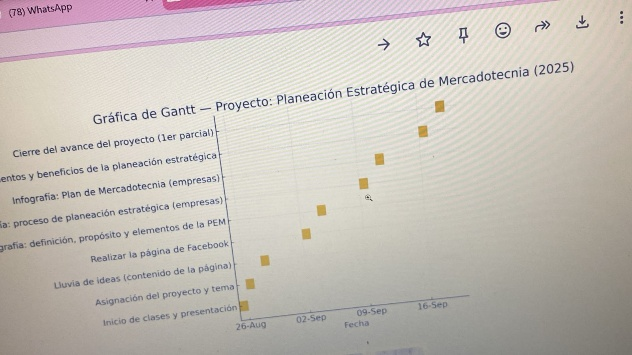 (78) WhatsApp
Gráfica de Gantt — Proyecto: Planeación Estratégica de Mercadotecnia (2025)
Cierre del avance del proyecto (1er parcial)
entos y beneficios de la planeación estratégica
Infografía: Plan de Mercadotecnia (empresas)
ía: proceso de planeación estratégica (empresas)
grafía: definición, propósito y elementos de la PEM
Realizar la página de Facebook
Lluvia de ideas (contenido de la página)
Asignación del proyecto y tema
Inicio de clases y presentación
26-Aug 02-Sep 09-Sep 16-Sep
Fecha